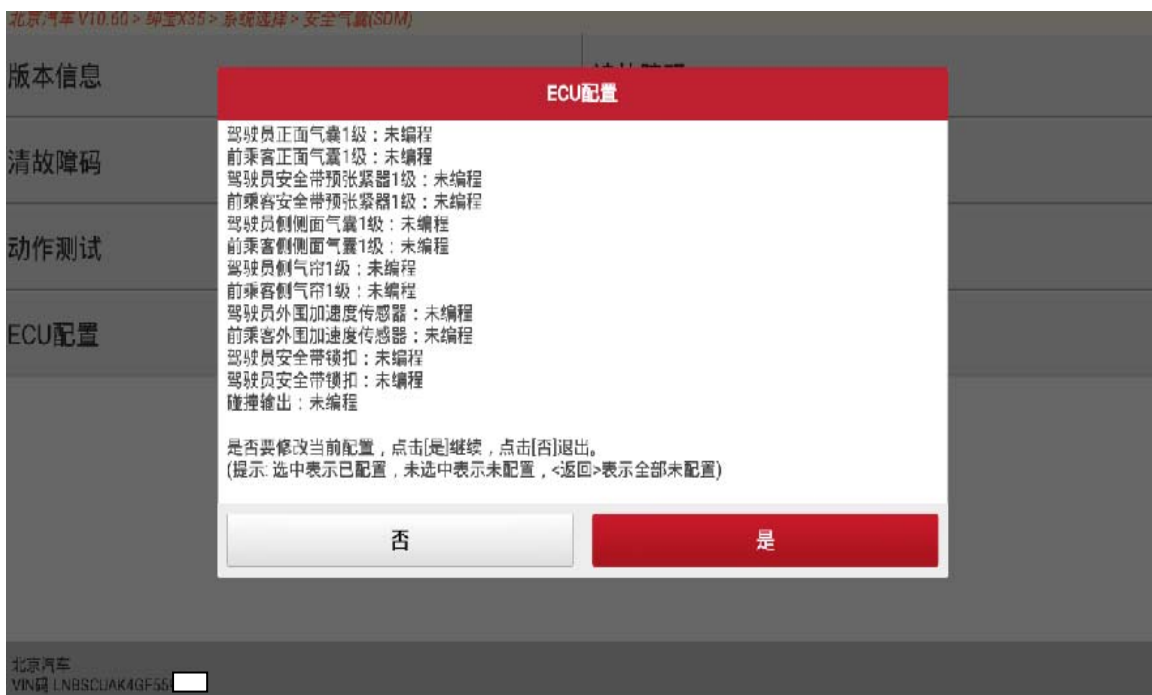 北京汽车 V10.60 > 绅宝X35 > 系统选择 > 安全气囊(SDM)
版本信息
ECU配置
清故障码
动作测试
ECU配置
驾驶员正面气囊1级：未编程
前乘客正面气囊1级：未编程
驾驶员安全带预张紧器1级：未编程
前乘客安全带预张紧器1级：未编程
驾驶员侧侧面气囊1级：未编程
前乘客侧侧面气囊1级：未编程
驾驶员侧气帘1级：未编程
前乘客侧气帘1级：未编程
驾驶员外围加速度传感器：未编程
前乘客外围加速度传感器：未编程
驾驶员安全带锁扣：未编程
驾驶员安全带锁扣：未编程
碰撞输出：未编程
是否要修改当前配置，点击[是]继续，点击[否]退出。
(提示: 选中表示已配置，未选中表示未配置，<返回>表示全部未配置)
否
是
北京汽车
VIN码 LNBSCUAK4GF55